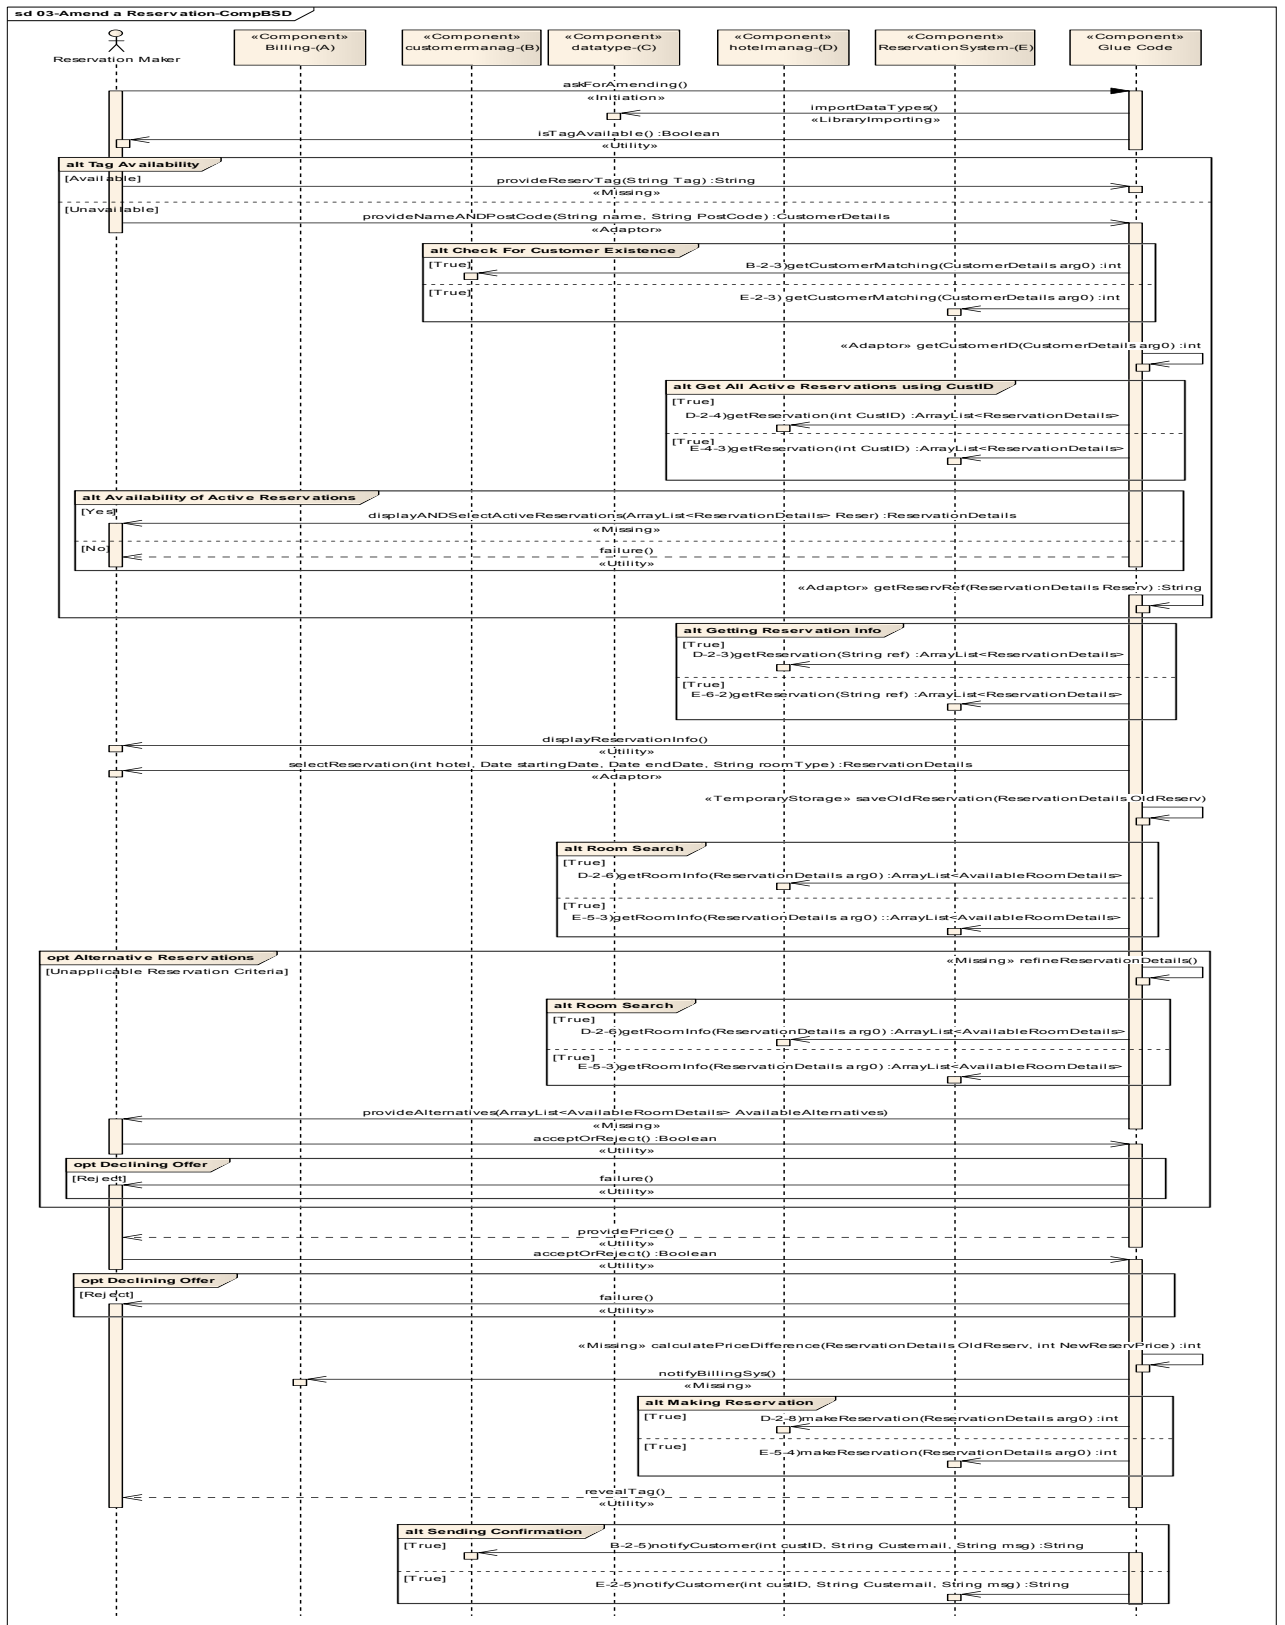 sd 03-Amend a Reservation-CompBSD
Reservation Maker
«Component»
Billing-(A)
«Component»
customermanag-(B)
«Component»
datatype-(C)
«Component»
hotelmanag-(D)
«Component»
ReservationSystem-(E)
«Component»
Glue Code
askForAmending()
«Initiation»
importDataTypes()
«LibraryImporting»
isTagAvailable() :Boolean
«Utility»
alt Tag Availability
[Available]
provideReservTag(String Tag) :String
«Missing»
[Unavailable]
provideNameANDPostCode(String name, String PostCode) :CustomerDetails
«Adaptor»
alt Check For Customer Existence
[True]
B-2-3)getCustomerMatching(CustomerDetails arg0) :int
[True]
E-2-3) getCustomerMatching(CustomerDetails arg0) :int
«Adaptor» getCustomerID(CustomerDetails arg0) :int
alt Get All Active Reservations using CustID
[True]
D-2-4)getReservation(int CustID) :ArrayList<ReservationDetails>
[True]
E-4-3)getReservation(int CustID) :ArrayList<ReservationDetails>
alt Availability of Active Reservations
[Yes]
displayANDSelectActiveReservations(ArrayList<ReservationDetails> Reser) :ReservationDetails
«Missing»
[No]
failure()
«Utility»
«Adaptor» getReservRef(ReservationDetails Reserv) :String
alt Getting Reservation Info
[True]
D-2-3)getReservation(String ref) :ArrayList<ReservationDetails>
[True]
E-6-2)getReservation(String ref) :ArrayList<ReservationDetails>
displayReservationInfo()
«Utility»
selectReservation(int hotel, Date startingDate, Date endDate, String roomType) :ReservationDetails
«Adaptor»
«TemporaryStorage» saveOldReservation(ReservationDetails OldReserv)
alt Room Search
[True]
D-2-6)getRoomInfo(ReservationDetails arg0) :ArrayList<AvailableRoomDetails>
[True]
E-5-3)getRoomInfo(ReservationDetails arg0) ::ArrayList<AvailableRoomDetails>
opt Alternative Reservations
[Unapplicable Reservation Criteria]
«Missing» refineReservationDetails()
alt Room Search
[True]
D-2-6)getRoomInfo(ReservationDetails arg0) :ArrayList<AvailableRoomDetails>
[True]
E-5-3)getRoomInfo(ReservationDetails arg0) :ArrayList<AvailableRoomDetails>
provideAlternatives(ArrayList<AvailableRoomDetails> AvailableAlternatives)
«Missing»
acceptOrReject() :Boolean
«Utility»
opt Declining Offer
[Reject]
failure()
«Utility»
providePrice()
«Utility»
acceptOrReject() :Boolean
«Utility»
opt Declining Offer
[Reject]
failure()
«Utility»
«Missing» calculatePriceDifference(ReservationDetails OldReserv, int NewReservPrice) :int
notifyBillingSys()
«Missing»
alt Making Reservation
[True]
D-2-8)makeReservation(ReservationDetails arg0) :int
[True]
E-5-4)makeReservation(ReservationDetails arg0) :int
revealTag()
«Utility»
alt Sending Confirmation
[True]
B-2-5)notifyCustomer(int custID, String Custemail, String msg) :String
[True]
E-2-5)notifyCustomer(int custID, String Custemail, String msg) :String